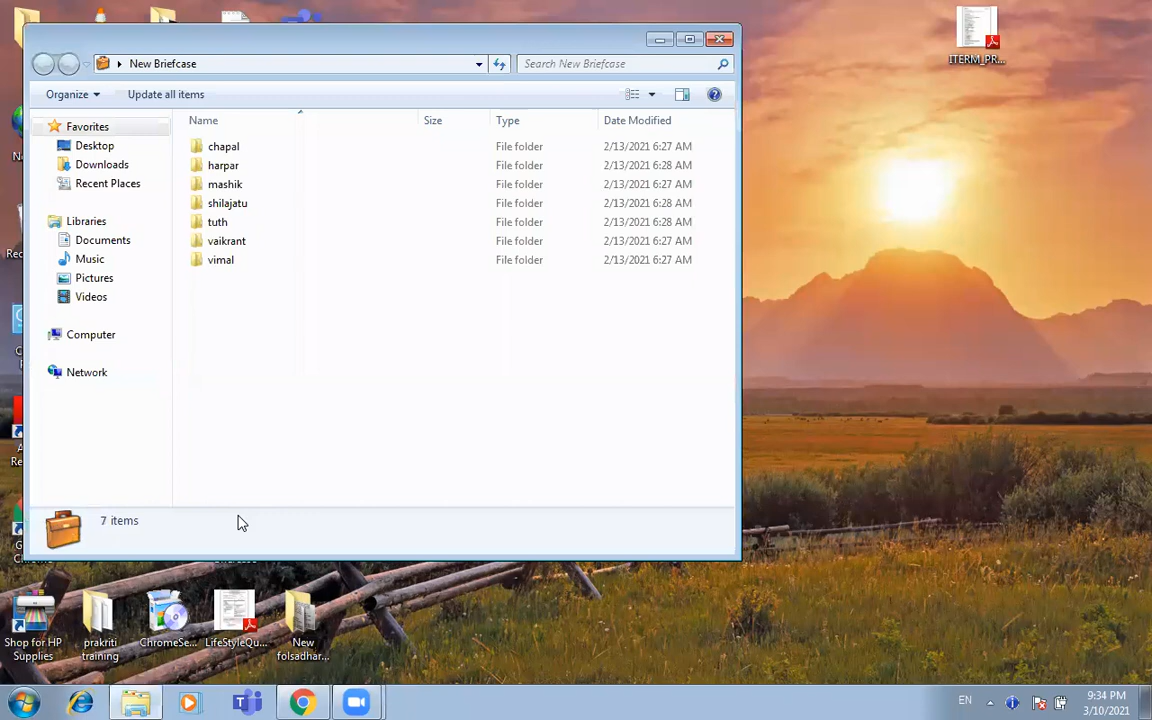 ITERM_PR...
New Briefcase
Search New Briefcase
Organize
Update all items
Name
Size
Type
Date Modified
Favorites
Desktop
Downloads
Recent Places
Libraries
Documents
Music
Pictures
Videos
Computer
Network
chapal File folder 2/13/2021 6:27 AM
harpar File folder 2/13/2021 6:28 AM
mashik File folder 2/13/2021 6:27 AM
shilajatu File folder 2/13/2021 6:28 AM
tuth File folder 2/13/2021 6:28 AM
vaikrant File folder 2/13/2021 6:27 AM
vimal File folder 2/13/2021 6:27 AM
7 items
Shop for HP
Supplies
prakriti
training
ChromeSe...
LifeStyleQu...
New
folsadhar...
EN
9:34 PM
3/10/2021